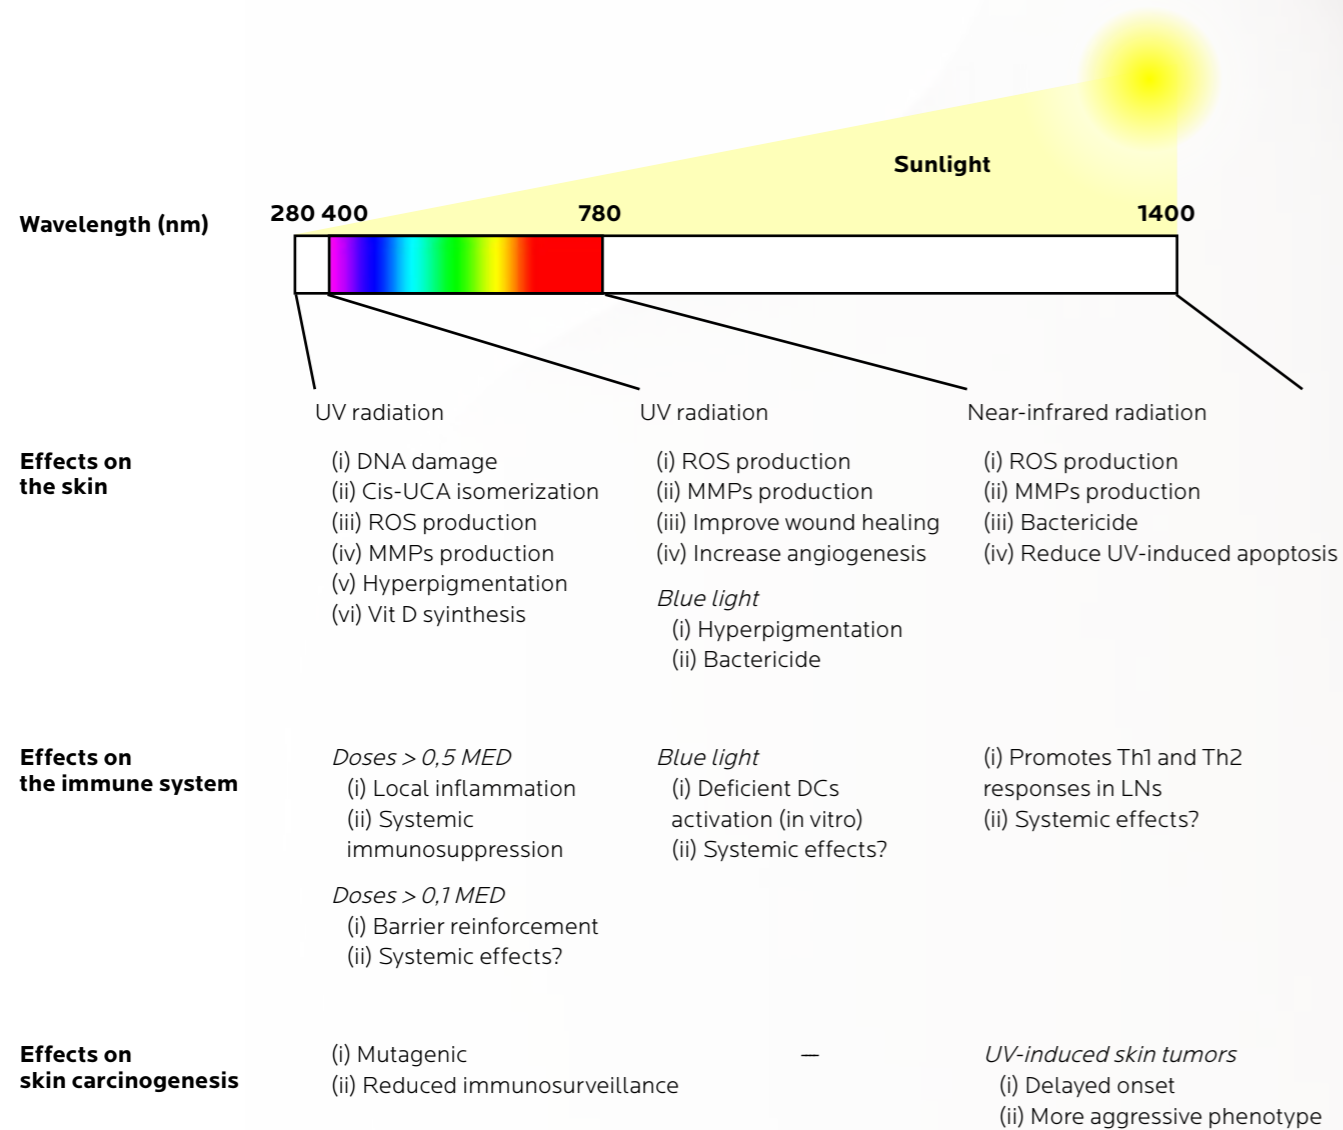 Sunlight
Wavelength (nm)
280 400 780 1400
UV radiation
UV radiation
Near-infrared radiation
Effects on
the skin
(i) DNA damage
(ii) Cis-UCA isomerization
(iii) ROS production
(iv) MMPs production
(v) Hyperpigmentation
(vi) Vit D syinthesis
(i) ROS production
(ii) MMPs production
(iii) Improve wound healing
(iv) Increase angiogenesis
Blue light
(i) Hyperpigmentation
(ii) Bactericide
(i) ROS production
(ii) MMPs production
(iii) Bactericide
(iv) Reduce UV-induced apoptosis
Effects on
the immune system
Doses > 0,5 MED
(i) Local inflammation
(ii) Systemic
immunosuppression
Doses > 0,1 MED
(i) Barrier reinforcement
(ii) Systemic effects?
Blue light
(i) Deficient DCs
activation (in vitro)
(ii) Systemic effects?
(i) Promotes Th1 and Th2
responses in LNs
(ii) Systemic effects?
Effects on
skin carcinogenesis
(i) Mutagenic
(ii) Reduced immunosurveillance
—
UV-induced skin tumors
(i) Delayed onset
(ii) More aggressive phenotype